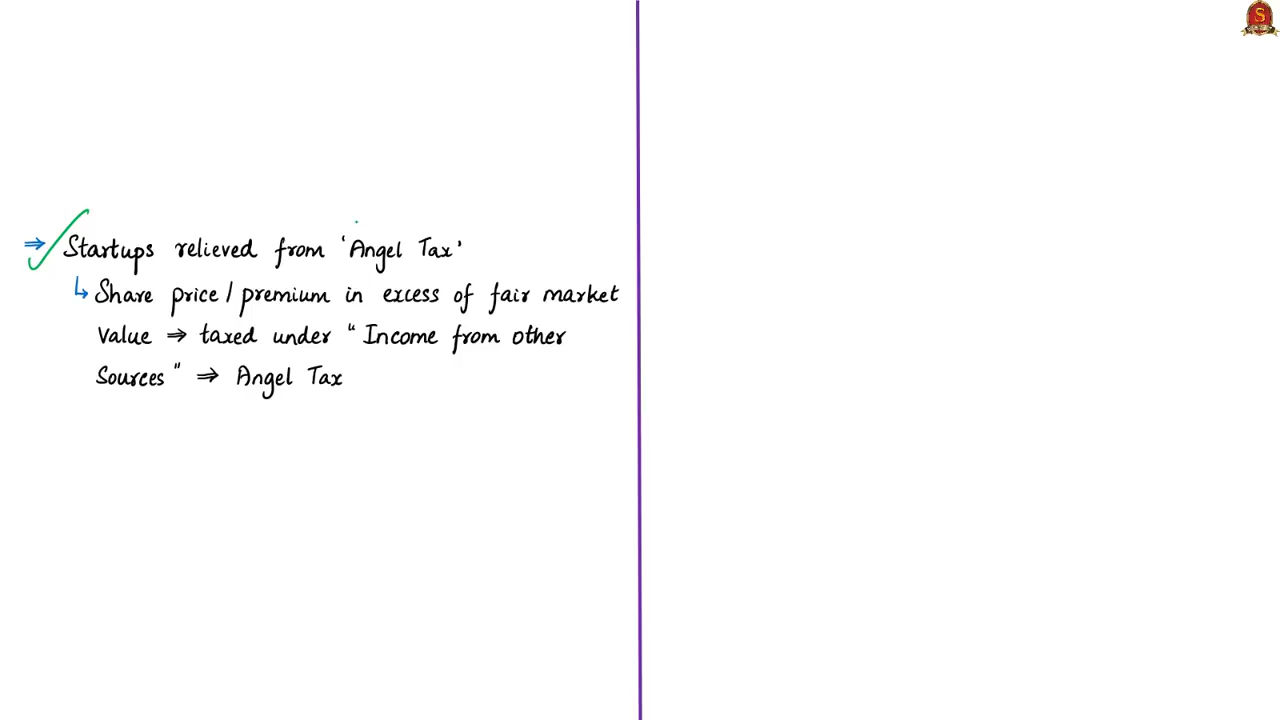 ⇒ Startups relieved from 'Angel Tax'
↳ Share price/premium in excess of fair market
Value ⇒ taxed under "Income from other
Sources" ⇒ Angel Tax
S